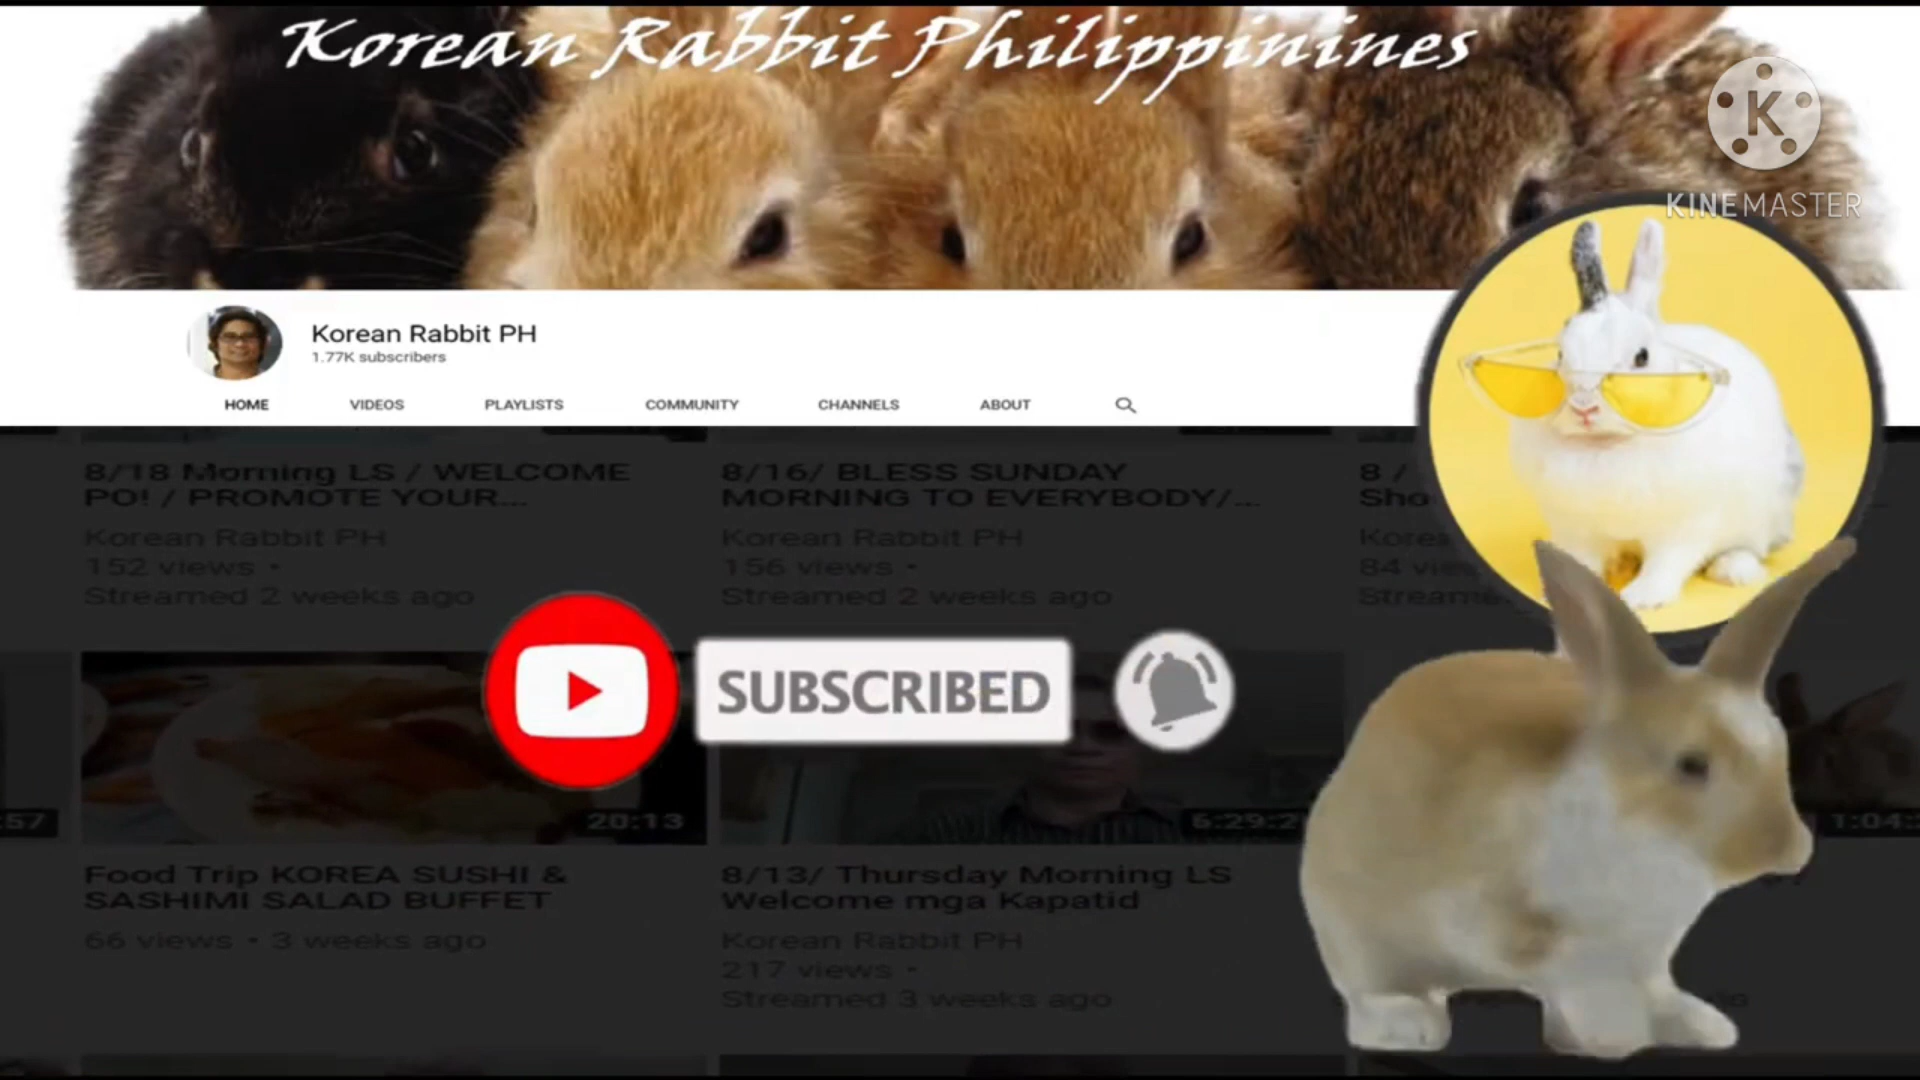 Korean Rabbit Philippinines
K
KINEMASTER
Korean Rabbit PH
1.77K subscribers
HOME VIDEOS PLAYLISTS COMMUNITY CHANNELS ABOUT
8/18 Morning LS / WELCOME
PO! / PROMOTE YOUR...
Korean Rabbit PH
152 views •
Streamed 2 weeks ago
8/16/ BLESS SUNDAY
MORNING TO EVERYBODY/...
Korean Rabbit PH
156 views •
Streamed 2 weeks ago
8 /
Sho
84
SUBSCRIBED
:57
20:13
Food Trip KOREA SUSHI &
SASHIMI SALAD BUFFET
66 views • 3 weeks ago
8/13/ Thursday Morning LS
Welcome mga Kapatid
Korean Rabbit PH
217 views •
Streamed 3 weeks ago